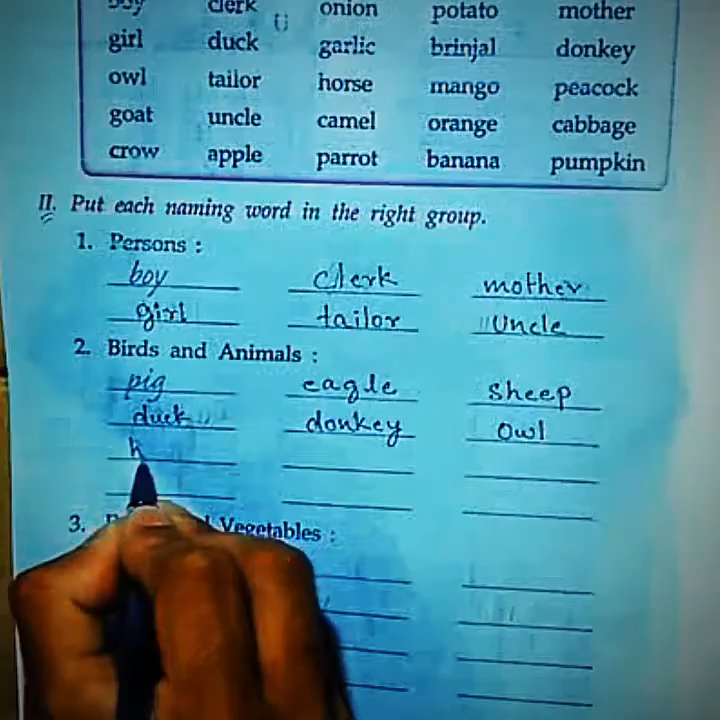 boy clerk onion potato mother
girl duck garlic brinjal donkey
owl tailor horse mango peacock
goat uncle camel orange cabbage
crow apple parrot banana pumpkin
II. Put each naming word in the right group.
1. Persons :
boy clerk mother
girl tailor Uncle
2. Birds and Animals :
pig eagle sheep
duck donkey owl
h
3. Vegetables :